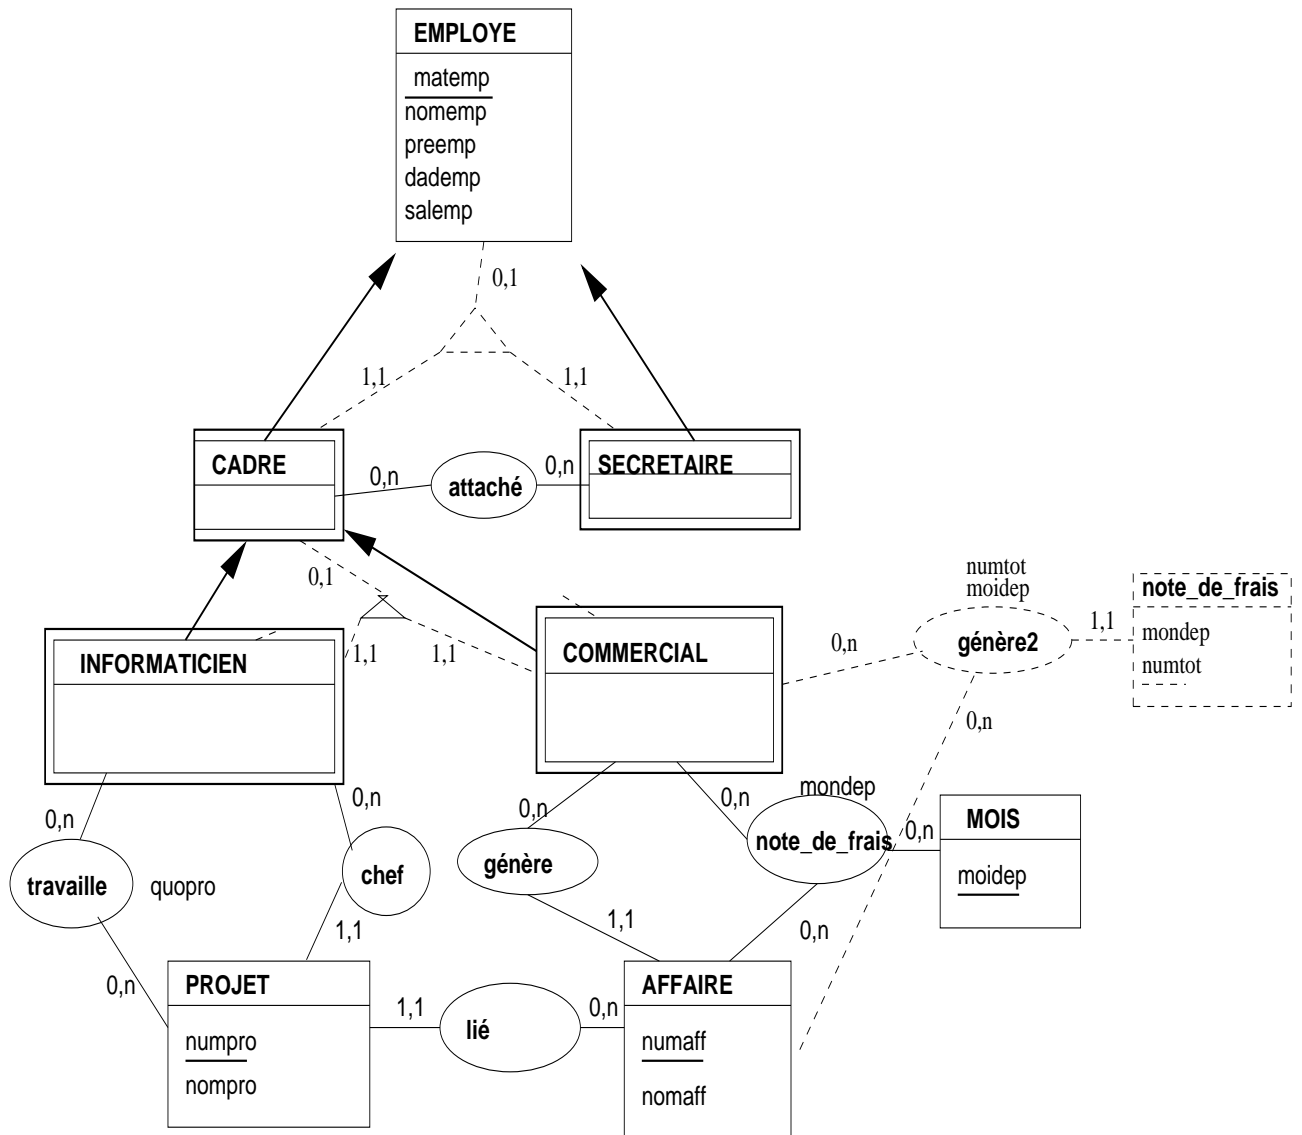 EMPLOYE
matemp
nomemp
preemp
dademp
salemp
0,1
1,1
1,1
CADRE
0,n
attaché
0,n
SECRETAIRE
0,1
1,1
1,1
INFORMATICIEN
COMMERCIAL
0,n
numtot
moidep
génère2
1,1
0,n
note_de_frais
mondep
numtot
0,n
travaille
quopro
0,n
0,n
chef
1,1
0,n
génère
1,1
0,n
mondep
note_de_frais
0,n
0,n
MOIS
moidep
PROJET
numpro
nompro
1,1
lié
0,n
AFFAIRE
numaff
nomaff